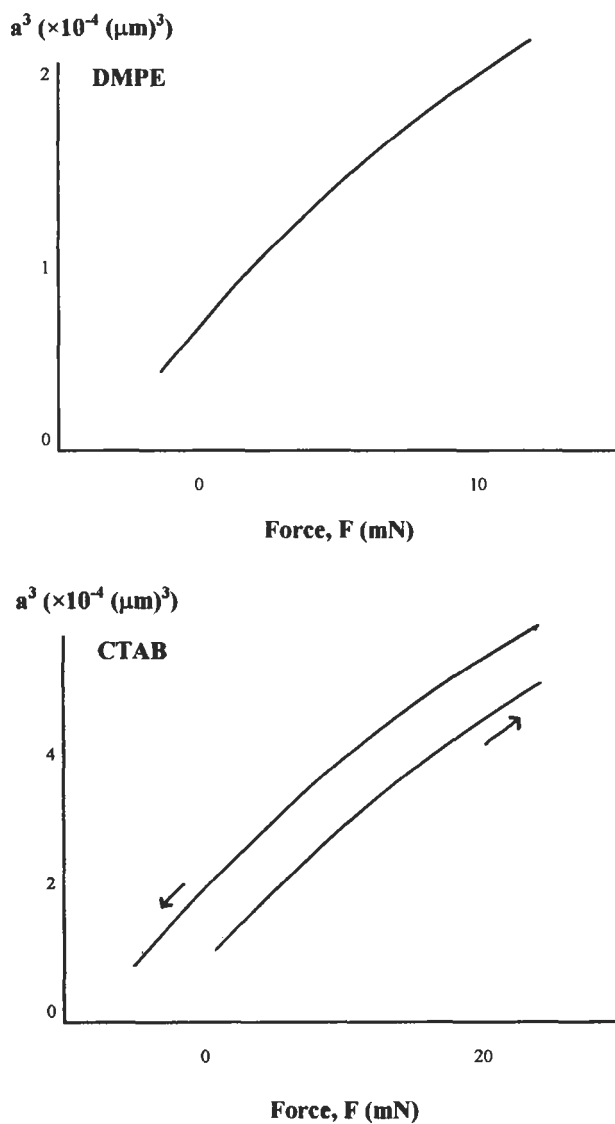 a³ (×10⁻⁴ (μm)³)
2
DMPE
1
0
0 10
Force, F (mN)
a³ (×10⁻⁴ (μm)³)
CTAB
4
2
0
0 20
Force, F (mN)